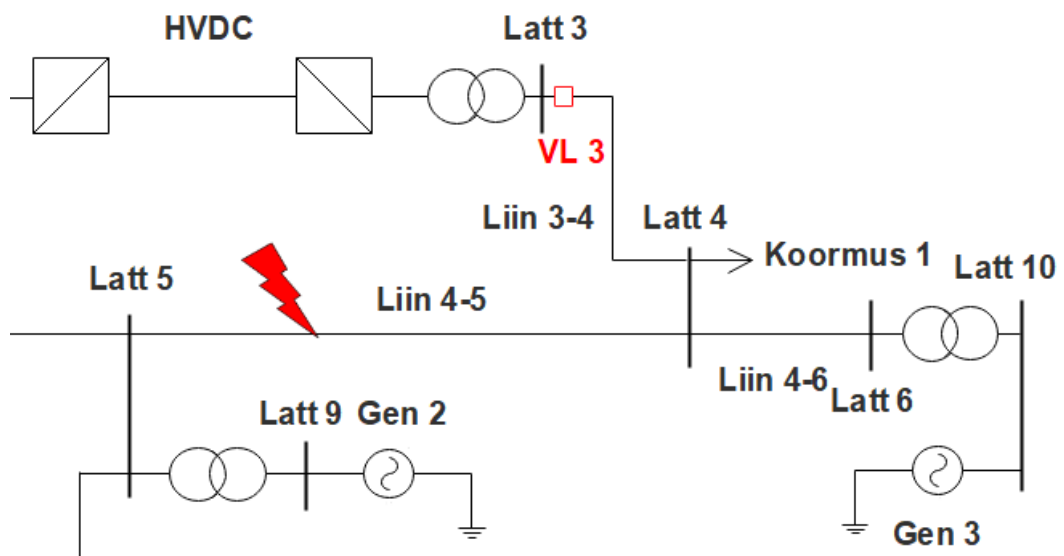 HVDC
Latt 3
VL 3
Liin 3-4
Latt 4
Koormus 1
Latt 10
Latt 5
Liin 4-5
Liin 4-6
Latt 6
Latt 9
Gen 2
Gen 3